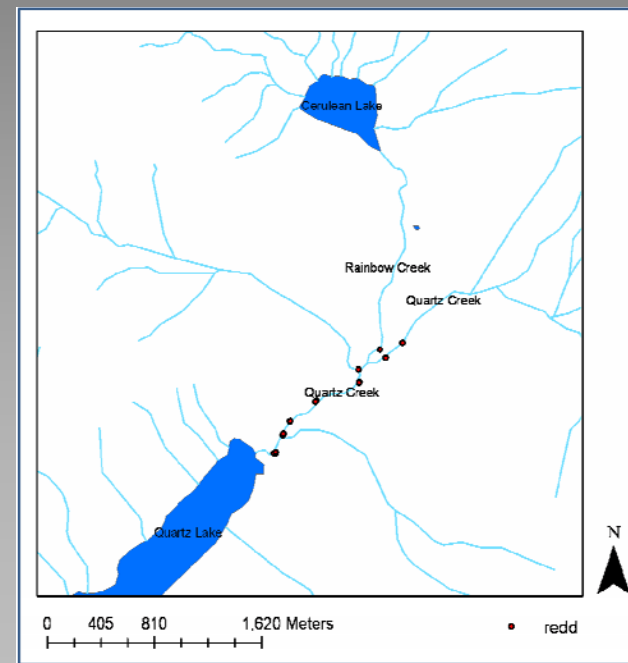 Cerulean Lake
Rainbow Creek
Quartz Creek
Quartz Creek
Quartz Lake
N
0 405 810 1,620 Meters
redd